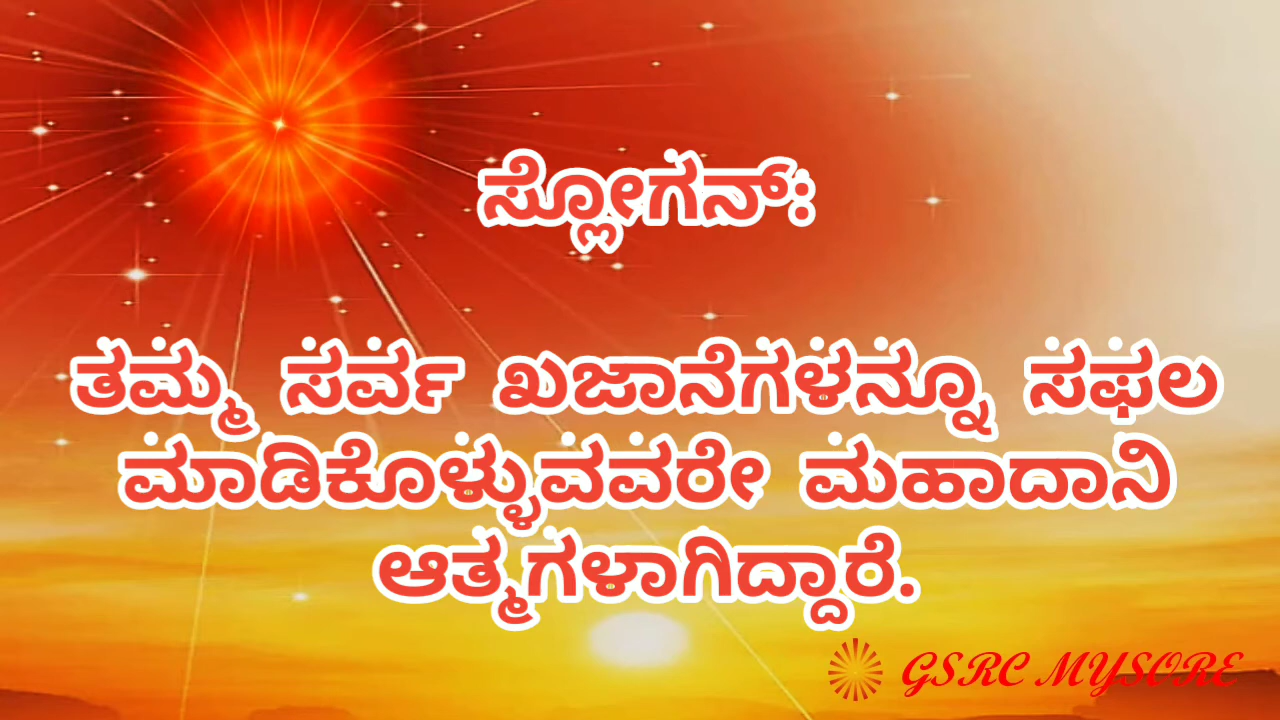 ಸ್ಲೋಗನ್:
ತಮ್ಮ ಸರ್ವ ಖಜಾನೆಗಳನ್ನೂ ಸಫಲ
ಮಾಡಿಕೊಳ್ಳುವವರೇ ಮಹಾದಾನಿ
ಆತ್ಮಗಳಾಗಿದ್ದಾರೆ.
GSRC MYSORE